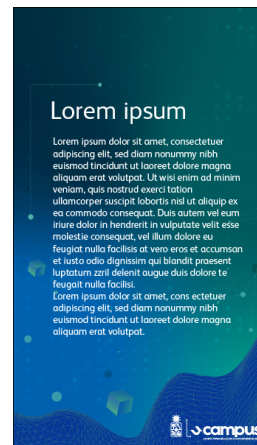 Lorem ipsum
Lorem ipsum dolor sit amet, consectetuer
adipiscing elit, sed diam nonummy nibh
euismod tincidunt ut laoreet dolore magna
aliquam erat volutpat. Ut wisi enim ad minim
veniam, quis nostrud exerci tation
ullamcorper suscipit lobortis nisl ut aliquip ex
ea commodo consequat. Duis autem vel eum
iriure dolor in hendrerit in vulputate velit esse
molestie consequat, vel illum dolore eu
feugiat nulla facilisis at vero eros et accumsan
et iusto odio dignissim qui blandit praesent
luptatum zzril delenit augue duis dolore te
feugait nulla facilisi.
Lorem ipsum dolor sit amet, cons ectetuer
adipiscing elit, sed diam nonummy nibh
euismod tincidunt ut laoreet dolore magna
aliquam erat volutpat.
campus